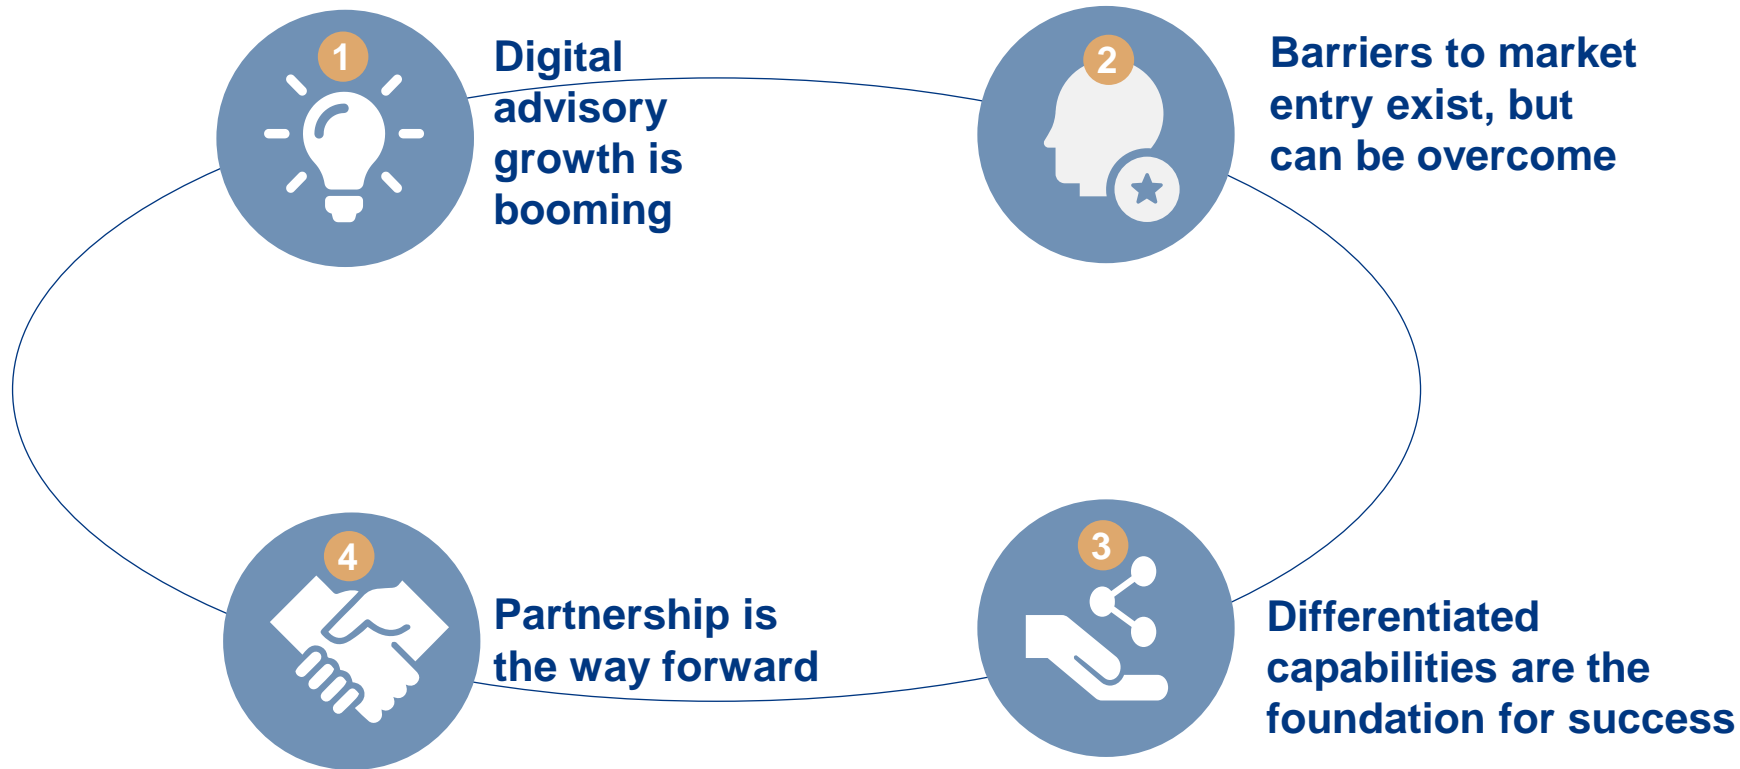 1
Digital
advisory
growth is
booming
2
Barriers to market
entry exist, but
can be overcome
3
Differentiated
capabilities are the
foundation for success
4
Partnership is
the way forward